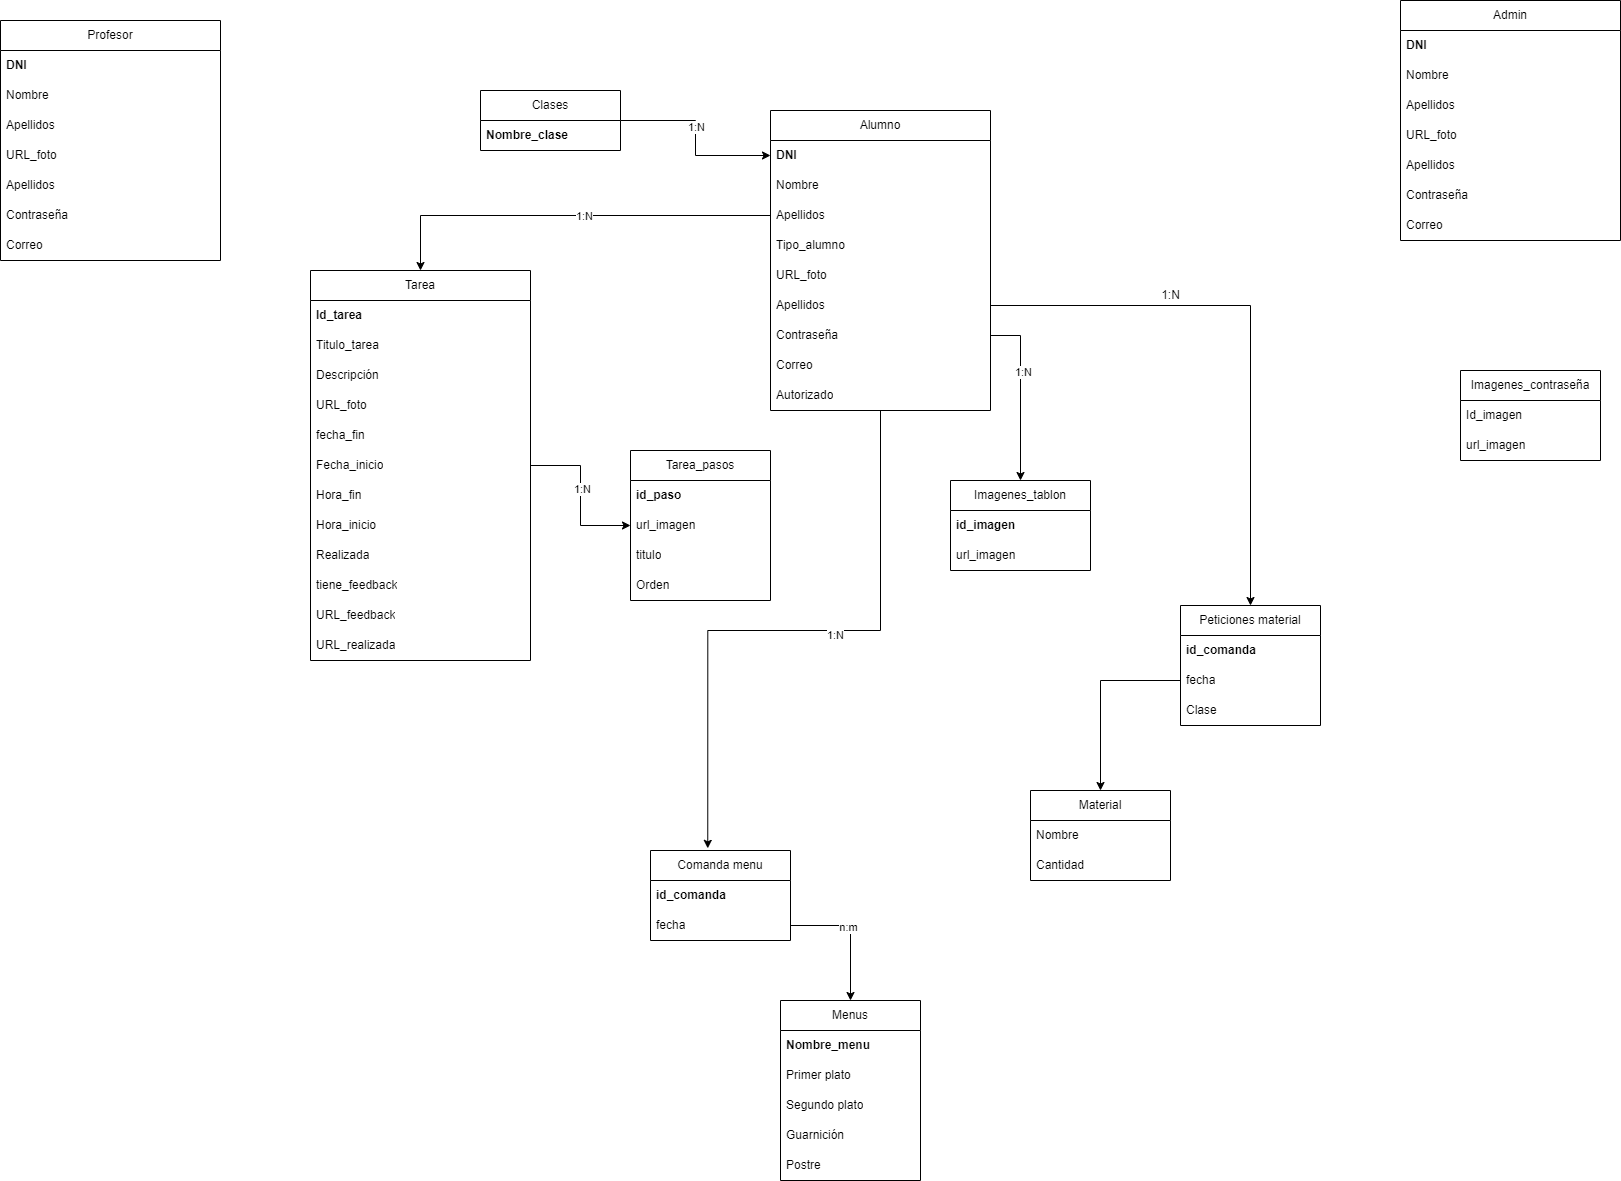 Profesor
DNI
Nombre
Apellidos
URL_foto
Apellidos
Contraseña
Correo
Admin
DNI
Nombre
Apellidos
URL_foto
Apellidos
Contraseña
Correo
Clases
Nombre_clase
1:N
Alumno
DNI
Nombre
Apellidos
Tipo_alumno
URL_foto
Apellidos
Contraseña
Correo
Autorizado
1:N
Tarea
Id_tarea
Titulo_tarea
Descripción
URL_foto
fecha_fin
Fecha_inicio
Hora_fin
Hora_inicio
Realizada
tiene_feedback
URL_feedback
URL_realizada
1:N
Tarea_pasos
id_paso
url_imagen
titulo
Orden
1:N
Imagenes_tablon
id_imagen
url_imagen
1:N
Imagenes_contraseña
Id_imagen
url_imagen
Peticiones material
id_comanda
fecha
Clase
Material
Nombre
Cantidad
1:N
Comanda menu
id_comanda
fecha
n:m
Menus
Nombre_menu
Primer plato
Segundo plato
Guarnición
Postre